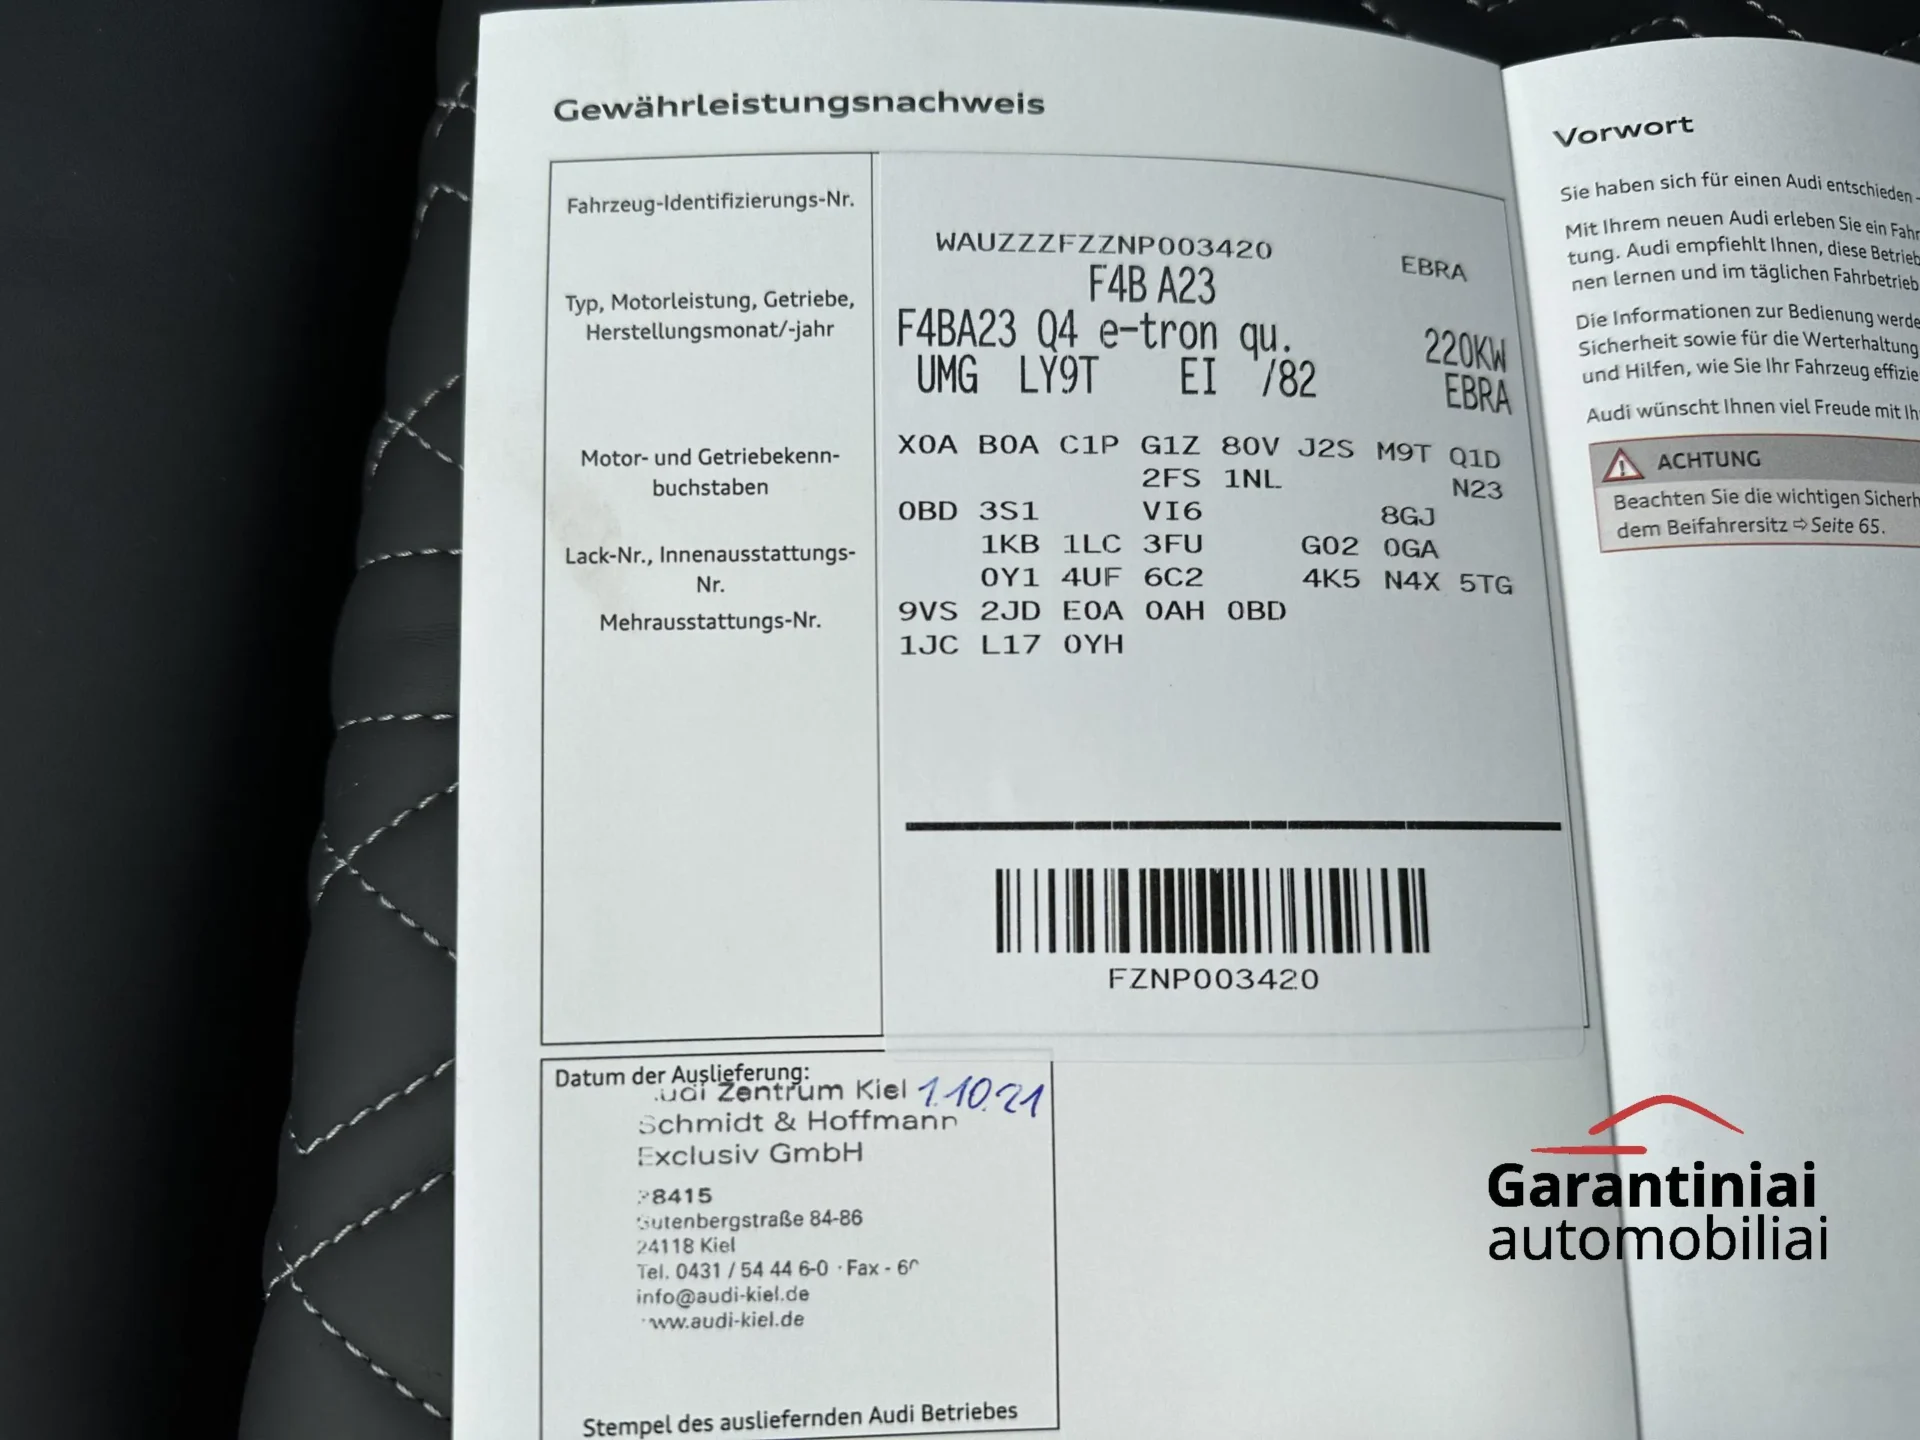 Gewährleistungsnachweis
Fahrzeug-Identifizierungs-Nr.
Typ, Motorleistung, Getriebe,
Herstellungsmonat/-jahr
Motor- und Getriebekenn-
buchstaben
Lack-Nr., Innenausstattungs-
Nr.
Mehrausstattungs-Nr.
WAUZZZFZZNP003420 EBRA
F4B A23
F4BA23 Q4 e-tron qu. 220KW
UMG LY9T EI /82 EBRA
X0A B0A C1P G1Z 80V J2S M9T Q1D
2FS 1NL N23
0BD 3S1 VI6 8GJ
1KB 1LC 3FU G02 0GA
0Y1 4UF 6C2 4K5 N4X 5TG
9VS 2JD E0A 0AH 0BD
1JC L17 0YH
FZNP003420
Datum der Auslieferung:
Zentrum Kiel 1.10.21
Schmidt & Hoffmann
Exclusiv GmbH
8415
Gutenbergstraße 84-86
24118 Kiel
Tel. 0431 / 54 44 6-0 · Fax -
info@audi-kiel.de
www.audi-kiel.de
Stempel des ausliefernden Audi Betriebes
Vorwort
Sie haben sich für einen Audi entschieden -
Mit Ihrem neuen Audi erleben Sie ein
tung. Audi empfiehlt Ihnen, diese
nen lernen und im täglichen Fahrbetrieb
Die Informationen zur Bedienung
Sicherheit sowie für die Werterhaltung
und Hilfen, wie Sie Ihr Fahrzeug
Audi wünscht Ihnen viel Freude mit
ACHTUNG
Beachten Sie die wichtigen
dem Beifahrersitz ⇨ Seite 65.
Garantiniai
automobiliai